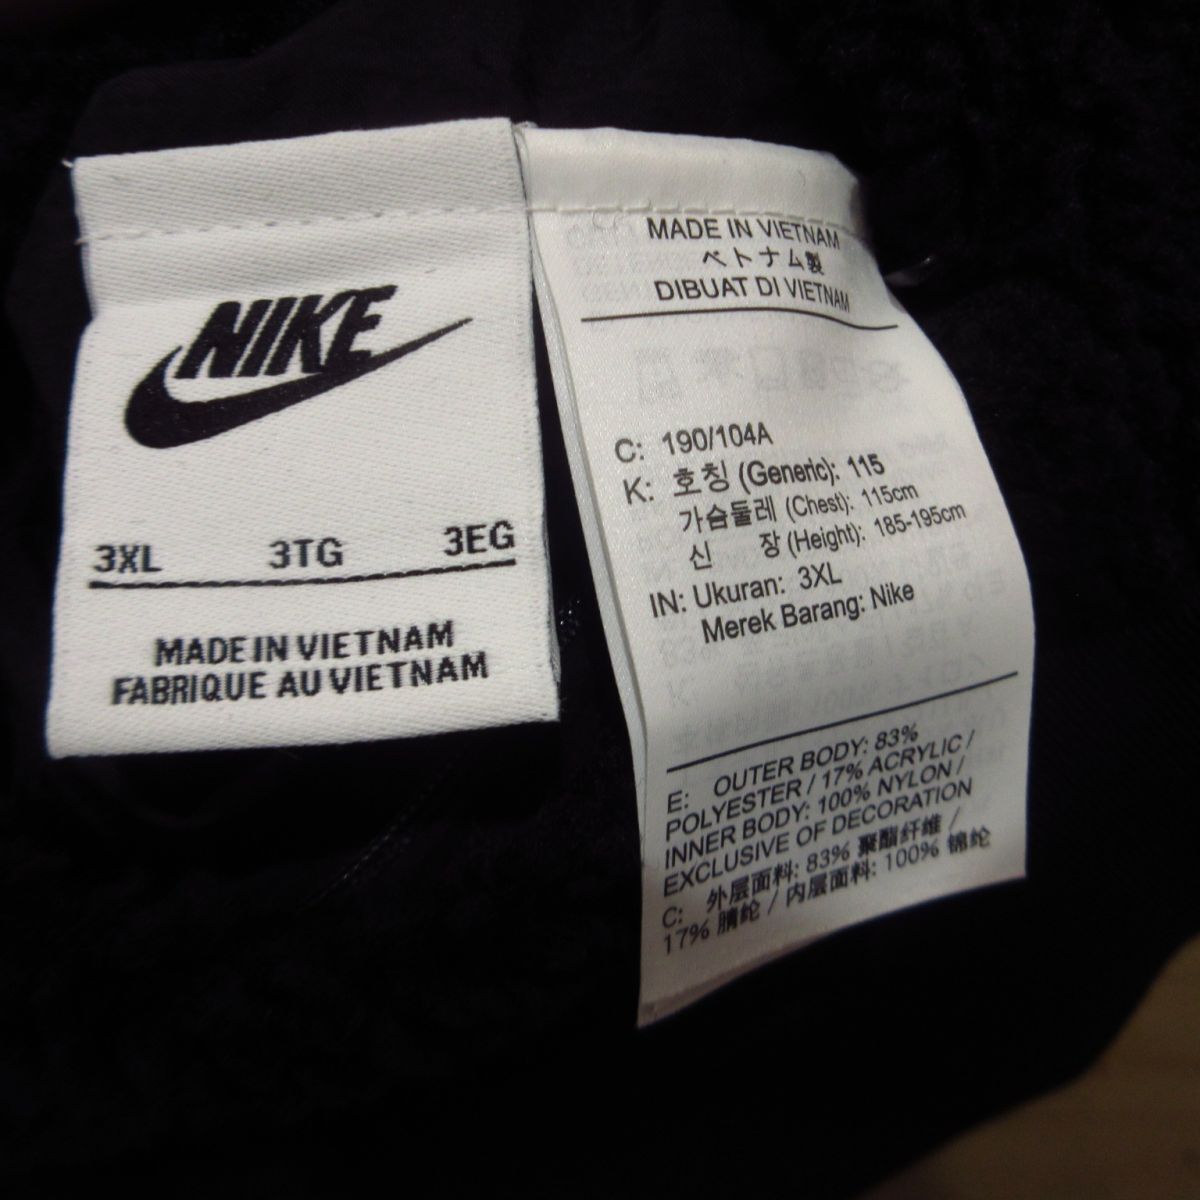 NIKE
3XL 3TG 3EG
MADE IN VIETNAM
FABRIQUE AU VIETNAM
MADE IN VIETNAM
ベトナム製
DIBUAT DI VIETNAM
C: 190/104A
K: 호칭 (Generic): 115
가슴둘레 (Chest): 115cm
신 장 (Height): 185-195cm
IN: Ukuran: 3XL
Merek Barang: Nike
E: OUTER BODY: 83%
POLYESTER / 17% ACRYLIC /
INNER BODY: 100% NYLON /
EXCLUSIVE OF DECORATION
C: 外层面料: 83% 聚酯纤维 /
17% 腈纶 / 内层面料: 100% 锦纶